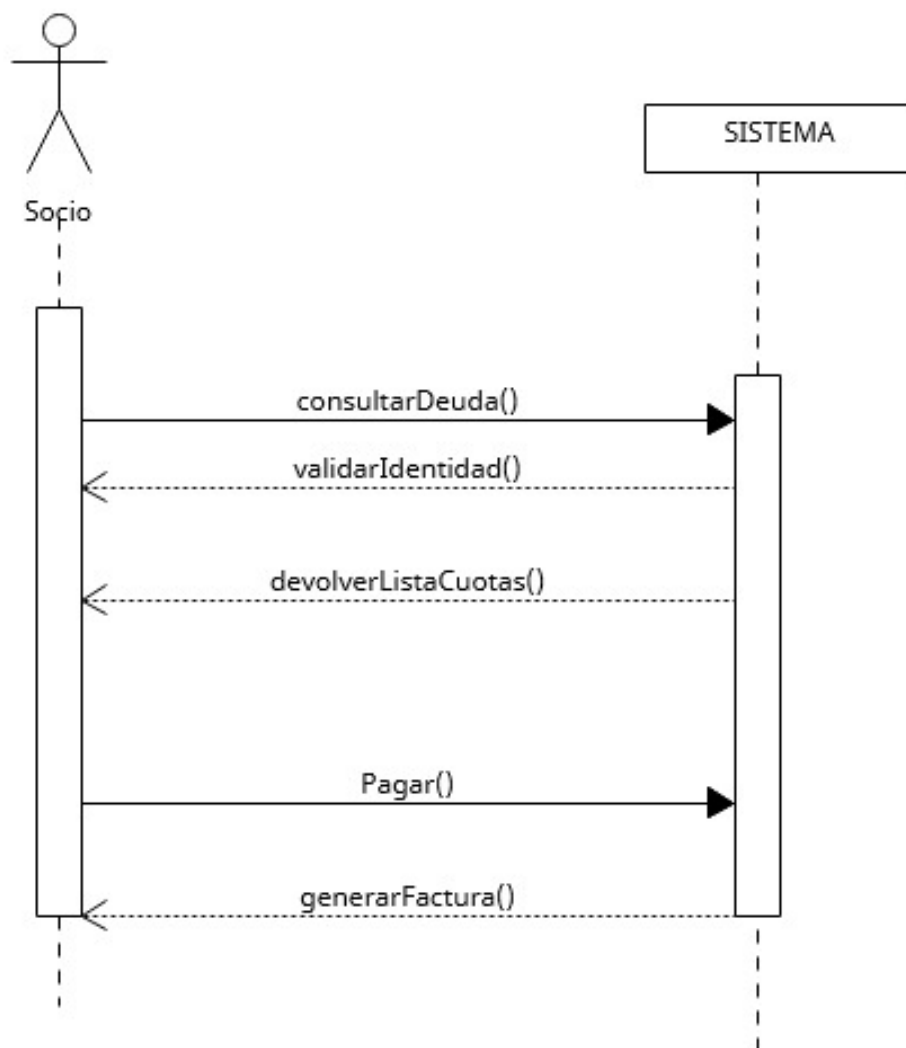 SISTEMA
Socio
consultarDeuda()
validarIdentidad()
devolverListaCuotas()
Pagar()
generarFactura()